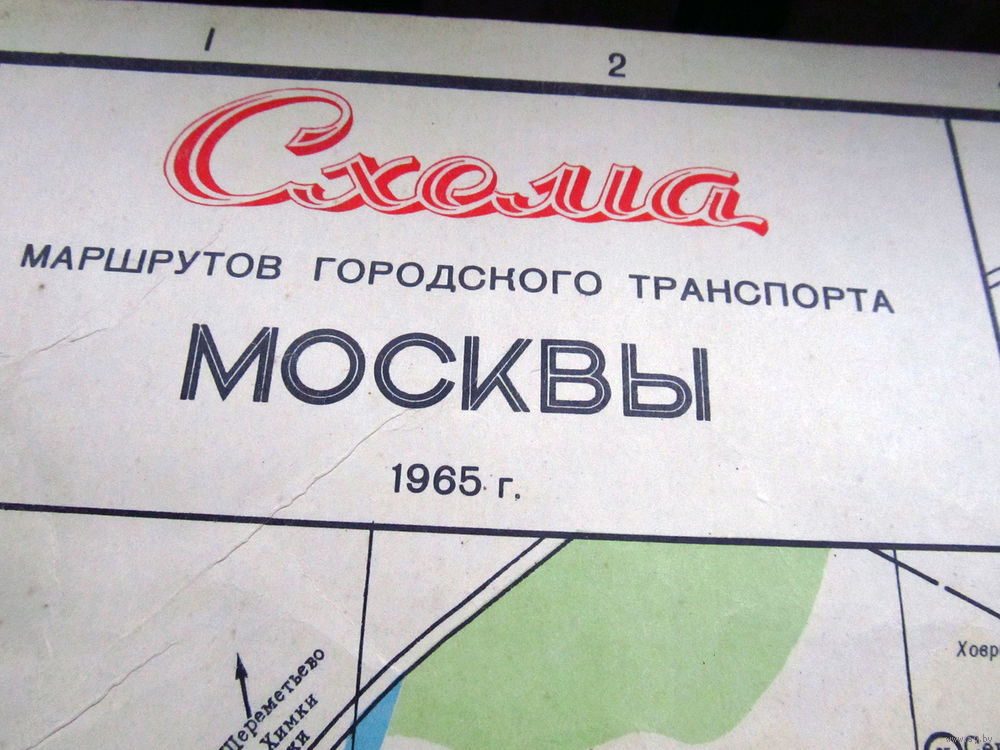 1 2
Схема
МАРШРУТОВ ГОРОДСКОГО ТРАНСПОРТА
МОСКВЫ
1965 г.
Шереметьево
Химки